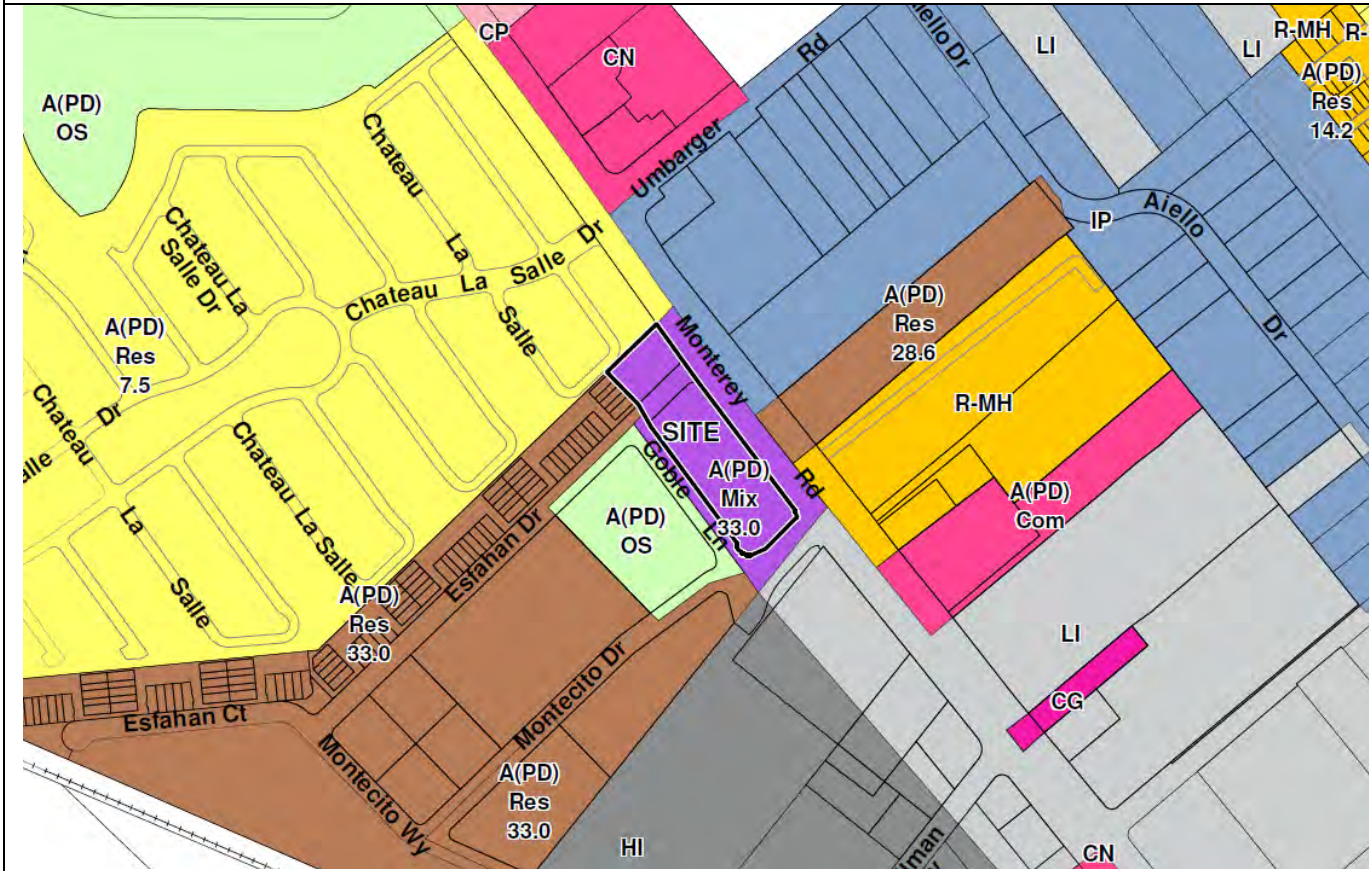 CP
CN
Rd
Aiello Dr
LI
LI
R-MH
R-
A(PD)
OS
A(PD)
Res
14.2
Chateau
La
Salle
Umbarger
Chateau La
Salle Dr
Chateau La Salle Dr
Aiello
Dr
IP
A(PD)
Res
28.6
A(PD)
Res
7.5
Monterey
Rd
R-MH
Chateau
La
Salle
Dr
SITE
Goble Ln
A(PD)
Mix
33.0
A(PD)
Com
Chateau La Salle
A(PD)
OS
Esfahan Dr
A(PD)
Res
33.0
LI
CG
Montecito Dr
Esfahan Ct
Montecito Wy
A(PD)
Res
33.0
HI
CN